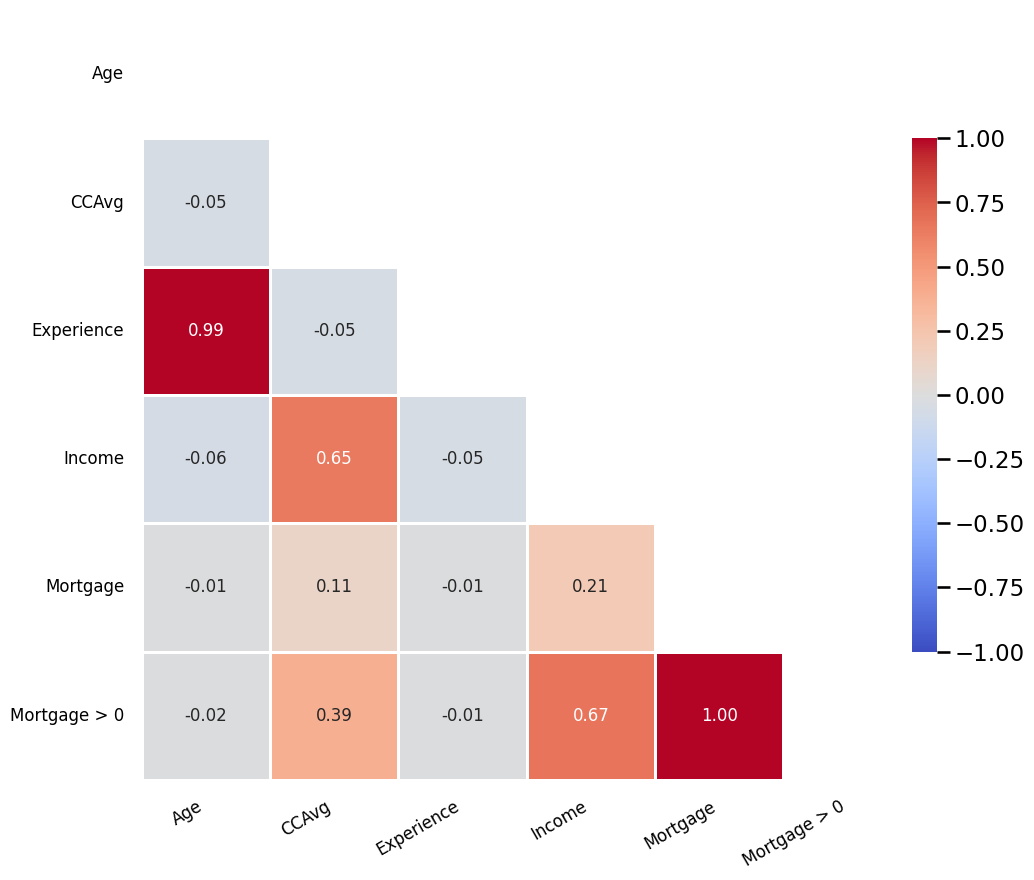 Age
1.00
CCAvg -0.05
0.75
0.50
Experience 0.99 -0.05
0.25
0.00
Income -0.06 0.65 -0.05
−0.25
−0.50
Mortgage -0.01 0.11 -0.01 0.21
−0.75
−1.00
Mortgage > 0 -0.02 0.39 -0.01 0.67 1.00
Age CCAvg Experience Income Mortgage Mortgage > 0